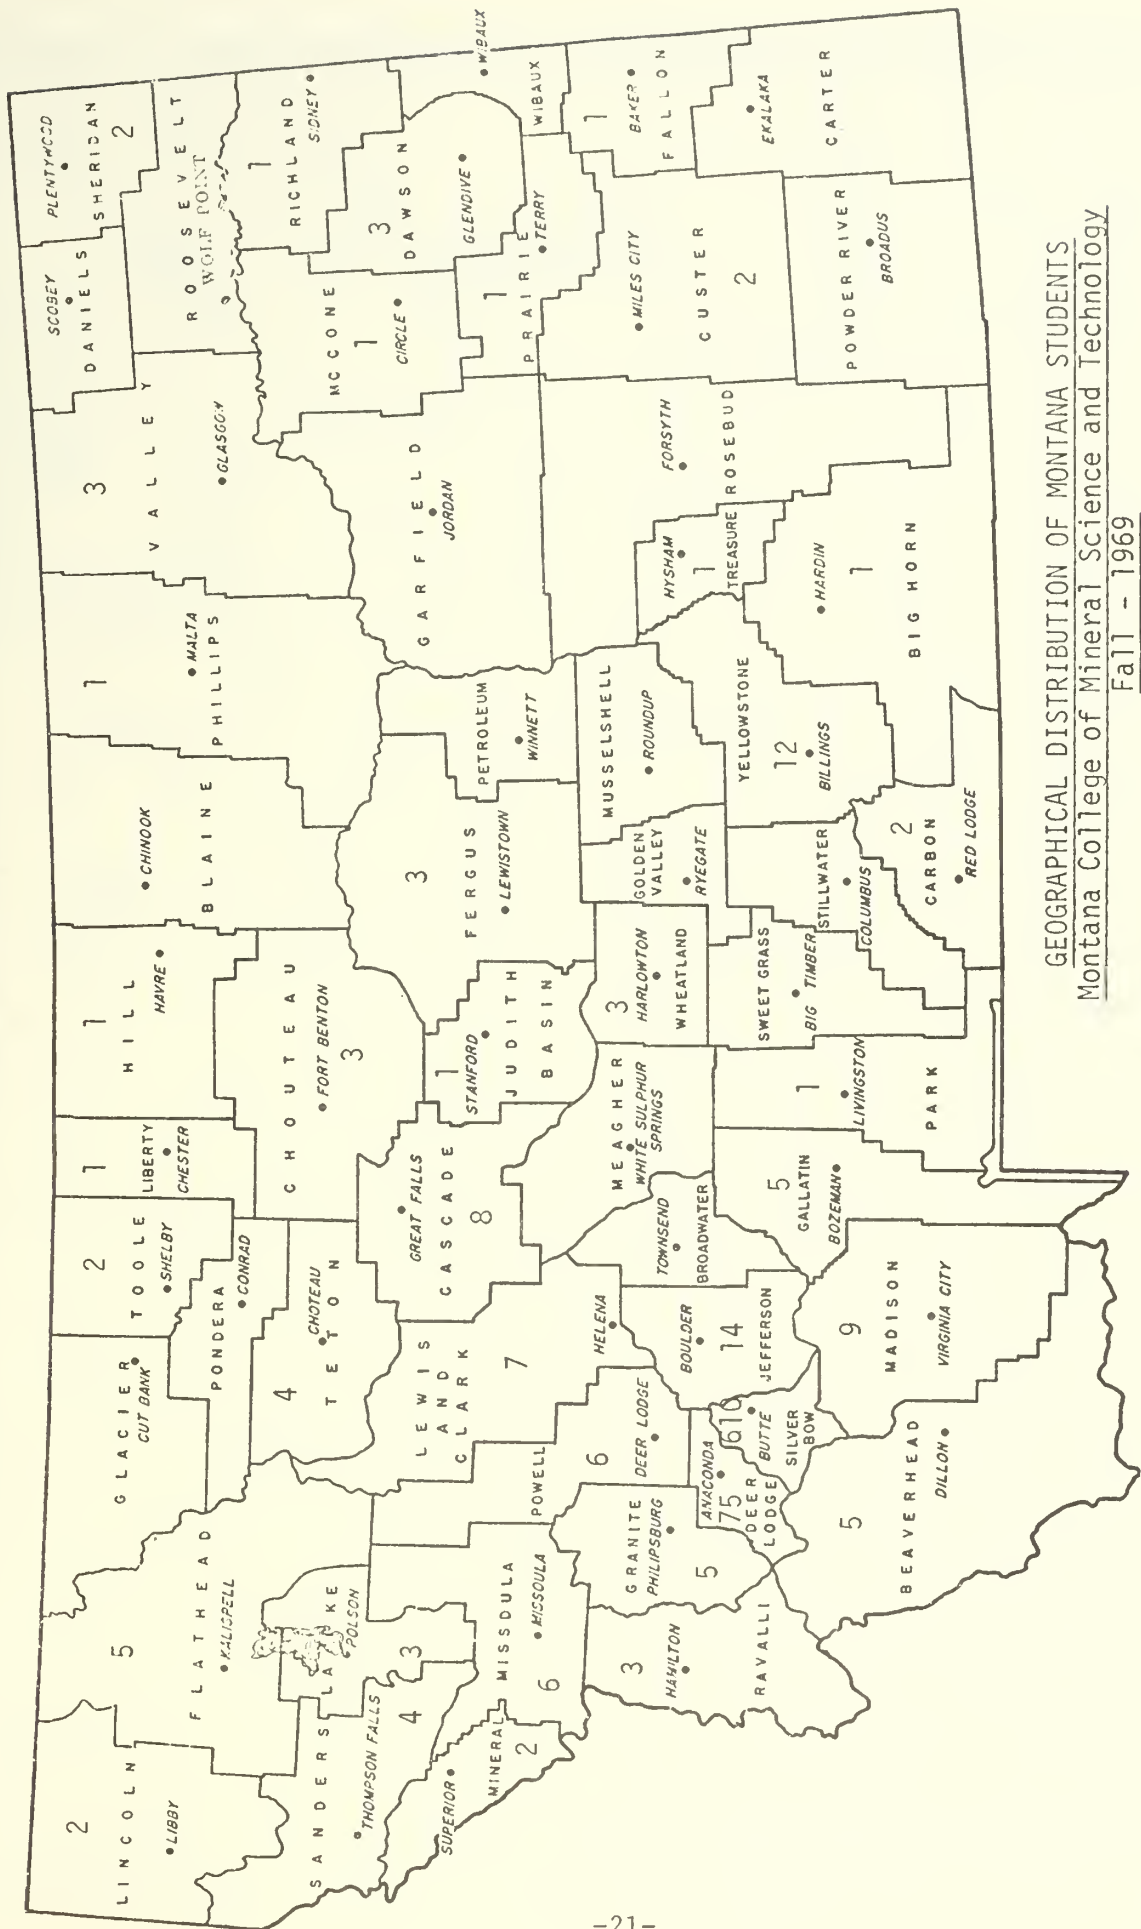 LINCOLN
2
LIBBY
FLATHEAD
5
KALISPELL
GLACIER
CUT BANK
TOOLE
2
SHELBY
PONDERA
CONRAD
LIBERTY
1
CHESTER
HILL
1
HAVRE
BLAINE
CHINOOK
PHILLIPS
1
MALTA
VALLEY
3
GLASGOW
DANIELS
SCOBEY
SHERIDAN
2
PLENTYWOOD
ROOSEVELT
WOLF POINT
SANDERS
4
THOMPSON FALLS
LAKE
3
POLSON
TETON
4
CHOTEAU
CHOUTEAU
3
FORT BENTON
RICHLAND
1
SIDNEY
MCCONE
1
CIRCLE
DAWSON
3
GLENDIVE
GARFIELD
JORDAN
MINERAL
2
SUPERIOR
MISSOULA
6
MISSOULA
POWELL
6
DEER LODGE
LEWIS
AND
CLARK
7
HELENA
CASCADE
8
GREAT FALLS
JUDITH
BASIN
1
STANFORD
FERGUS
3
LEWISTOWN
PETROLEUM
WINNETT
PRAIRIE
1
TERRY
WIBAUX
WIBAUX
RAVALLI
3
HAMILTON
GRANITE
PHILIPSBURG
5
ANACONDA
75
DEER
LODGE
610
BUTTE
SILVER
BOW
BOULDER
14
JEFFERSON
TOWNSEND
BROADWATER
MEAGHER
WHITE SULPHUR
SPRINGS
3
HARLOWTON
WHEATLAND
GOLDEN
VALLEY
RYEGATE
MUSSELSHELL
ROUNDUP
HYSHAM
1
TREASURE
ROSEBUD
FORSYTH
CUSTER
2
MILES CITY
FALLON
1
BAKER
BEAVERHEAD
5
DILLON
MADISON
9
VIRGINIA CITY
5
GALLATIN
BOZEMAN
PARK
1
LIVINGSTON
SWEET GRASS
BIG TIMBER
STILLWATER
COLUMBUS
CARBON
2
RED LODGE
YELLOWSTONE
12
BILLINGS
BIG HORN
1
HARDIN
POWDER RIVER
BROADUS
CARTER
EKALAKA
GEOGRAPHICAL DISTRIBUTION OF MONTANA STUDENTS
Montana College of Mineral Science and Technology
Fall - 1969
-21-